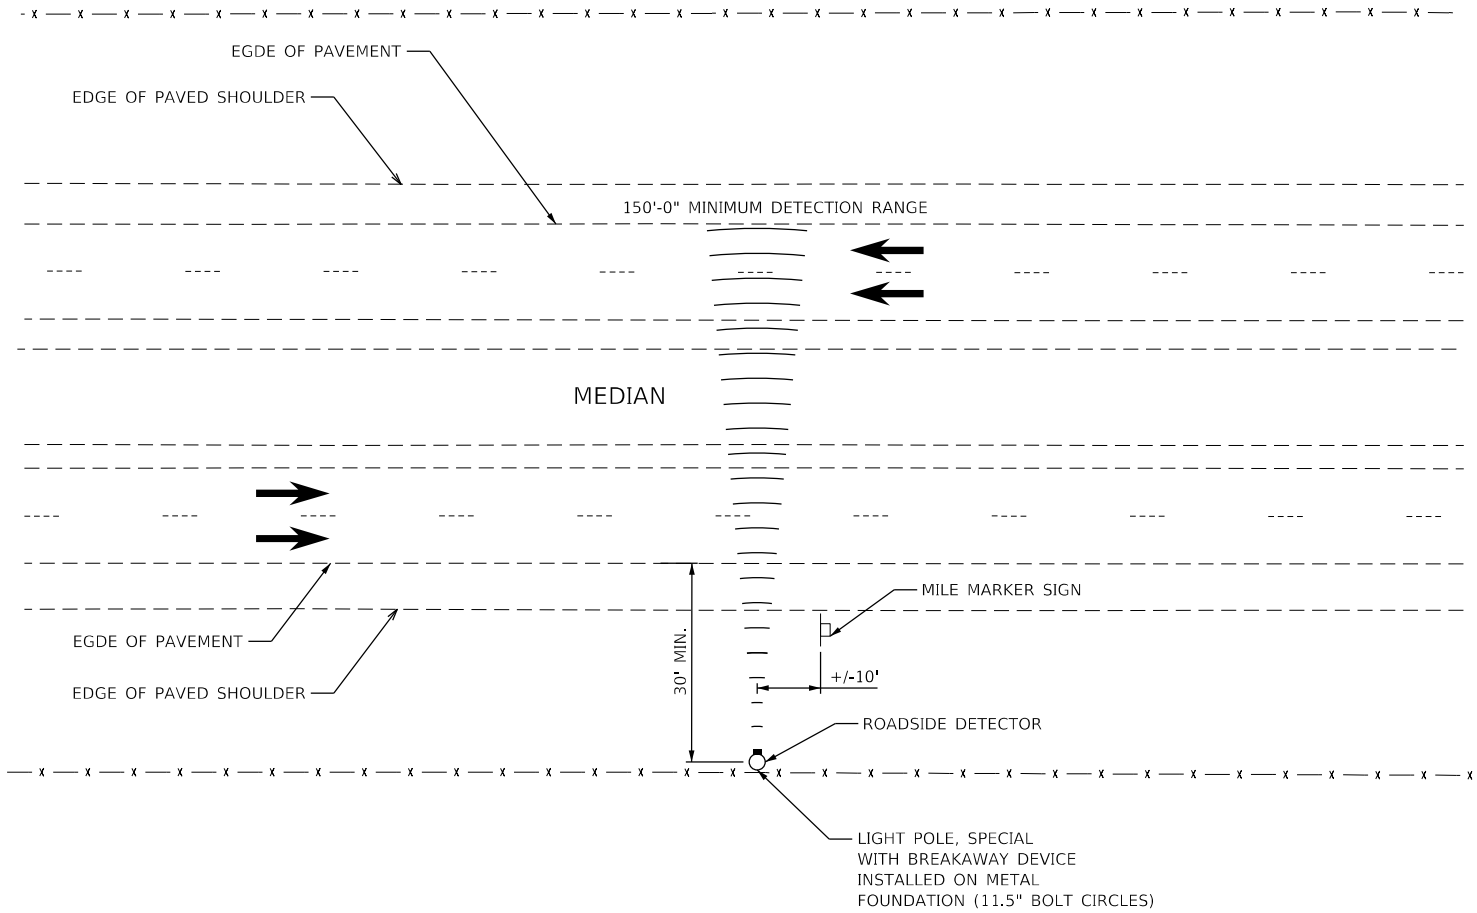 EGDE OF PAVEMENT
EDGE OF PAVED SHOULDER
150'-0" MINIMUM DETECTION RANGE
MEDIAN
MILE MARKER SIGN
30' MIN.
EGDE OF PAVEMENT
+/-10'
EDGE OF PAVED SHOULDER
ROADSIDE DETECTOR
LIGHT POLE, SPECIAL
WITH BREAKAWAY DEVICE
INSTALLED ON METAL
FOUNDATION (11.5" BOLT CIRCLES)